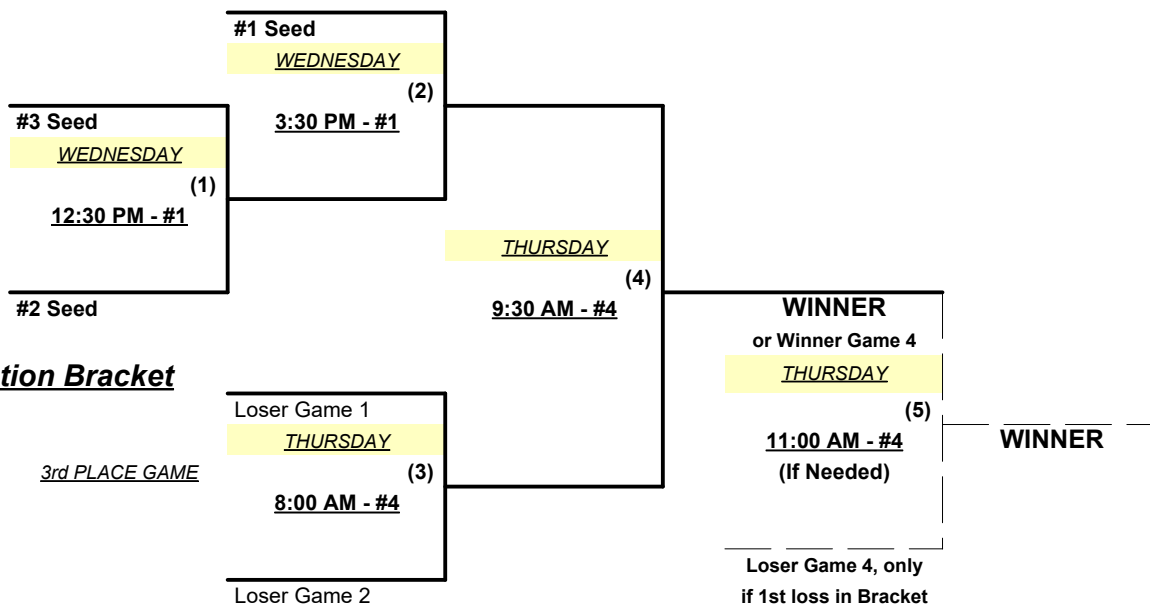 #1 Seed
WEDNESDAY
(2)
3:30 PM - #1
#3 Seed
WEDNESDAY
(1)
12:30 PM - #1
#2 Seed
THURSDAY
(4)
9:30 AM - #4
WINNER
or Winner Game 4
THURSDAY
(5)
11:00 AM - #4
(If Needed)
WINNER
Loser Game 4, only
if 1st loss in Bracket
tion Bracket
Loser Game 1
THURSDAY
3rd PLACE GAME
(3)
8:00 AM - #4
Loser Game 2